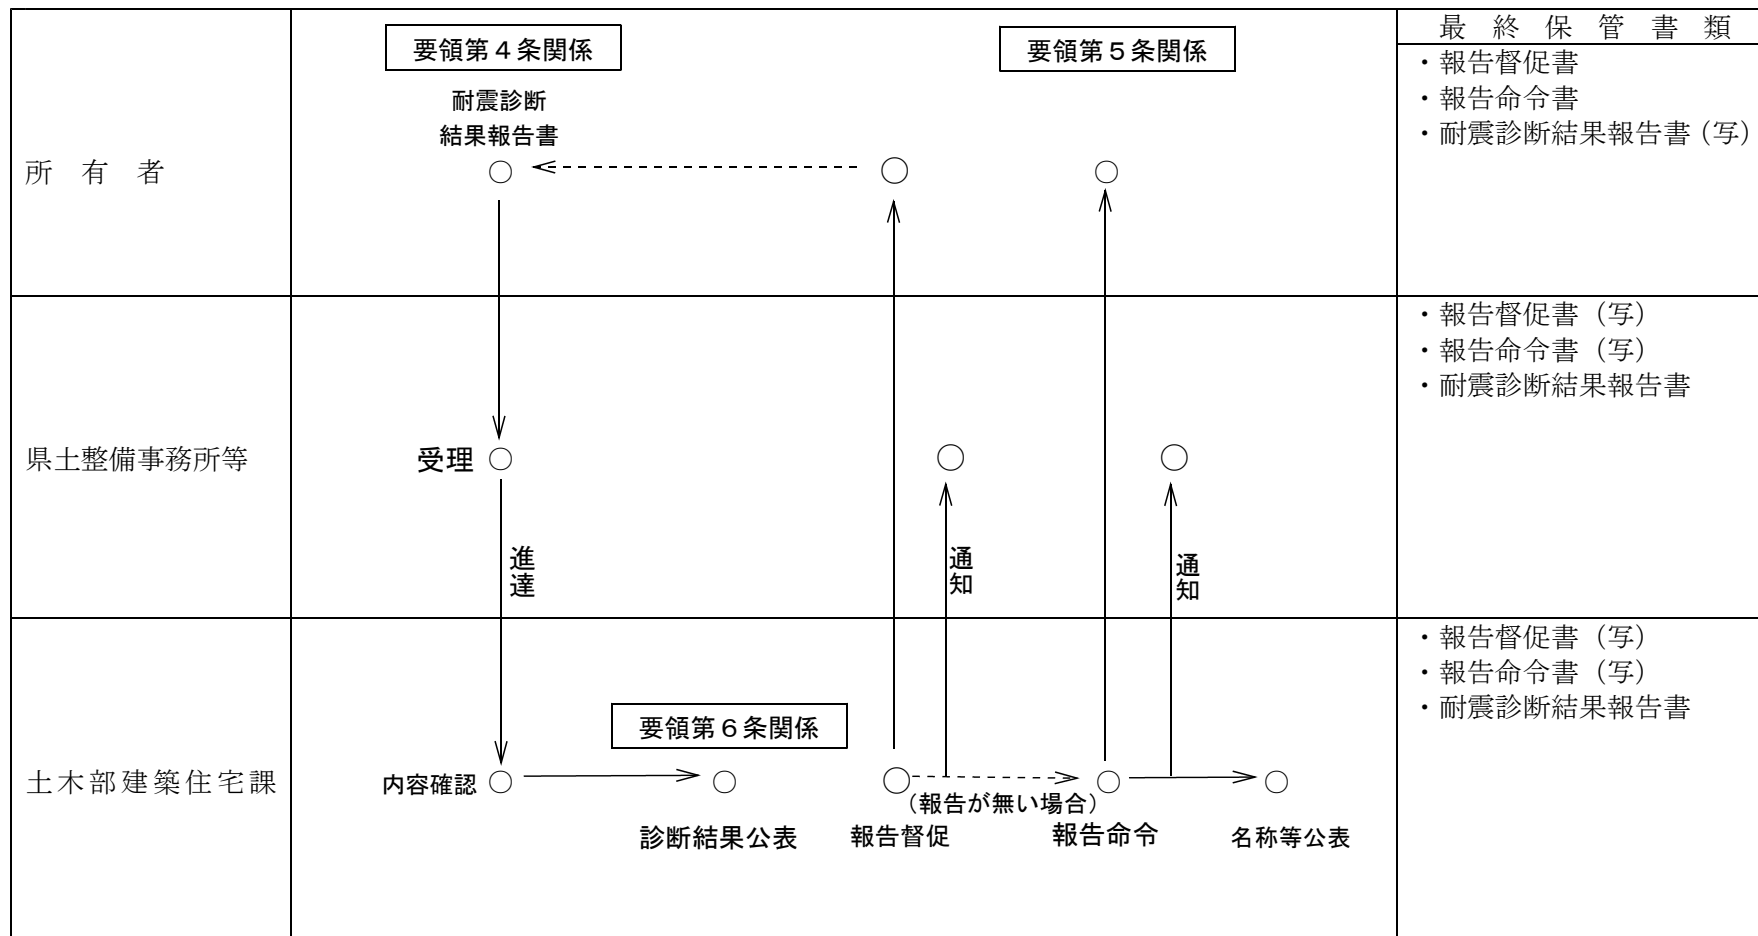 最終保管書類
要領第４条関係
要領第５条関係
耐震診断
結果報告書
所有者
・報告督促書
・報告命令書
・耐震診断結果報告書（写）
県土整備事務所等
受理
進達
通知
通知
・報告督促書（写）
・報告命令書（写）
・耐震診断結果報告書
土木部建築住宅課
要領第６条関係
内容確認
（報告が無い場合）
診断結果公表
報告督促
報告命令
名称等公表
・報告督促書（写）
・報告命令書（写）
・耐震診断結果報告書